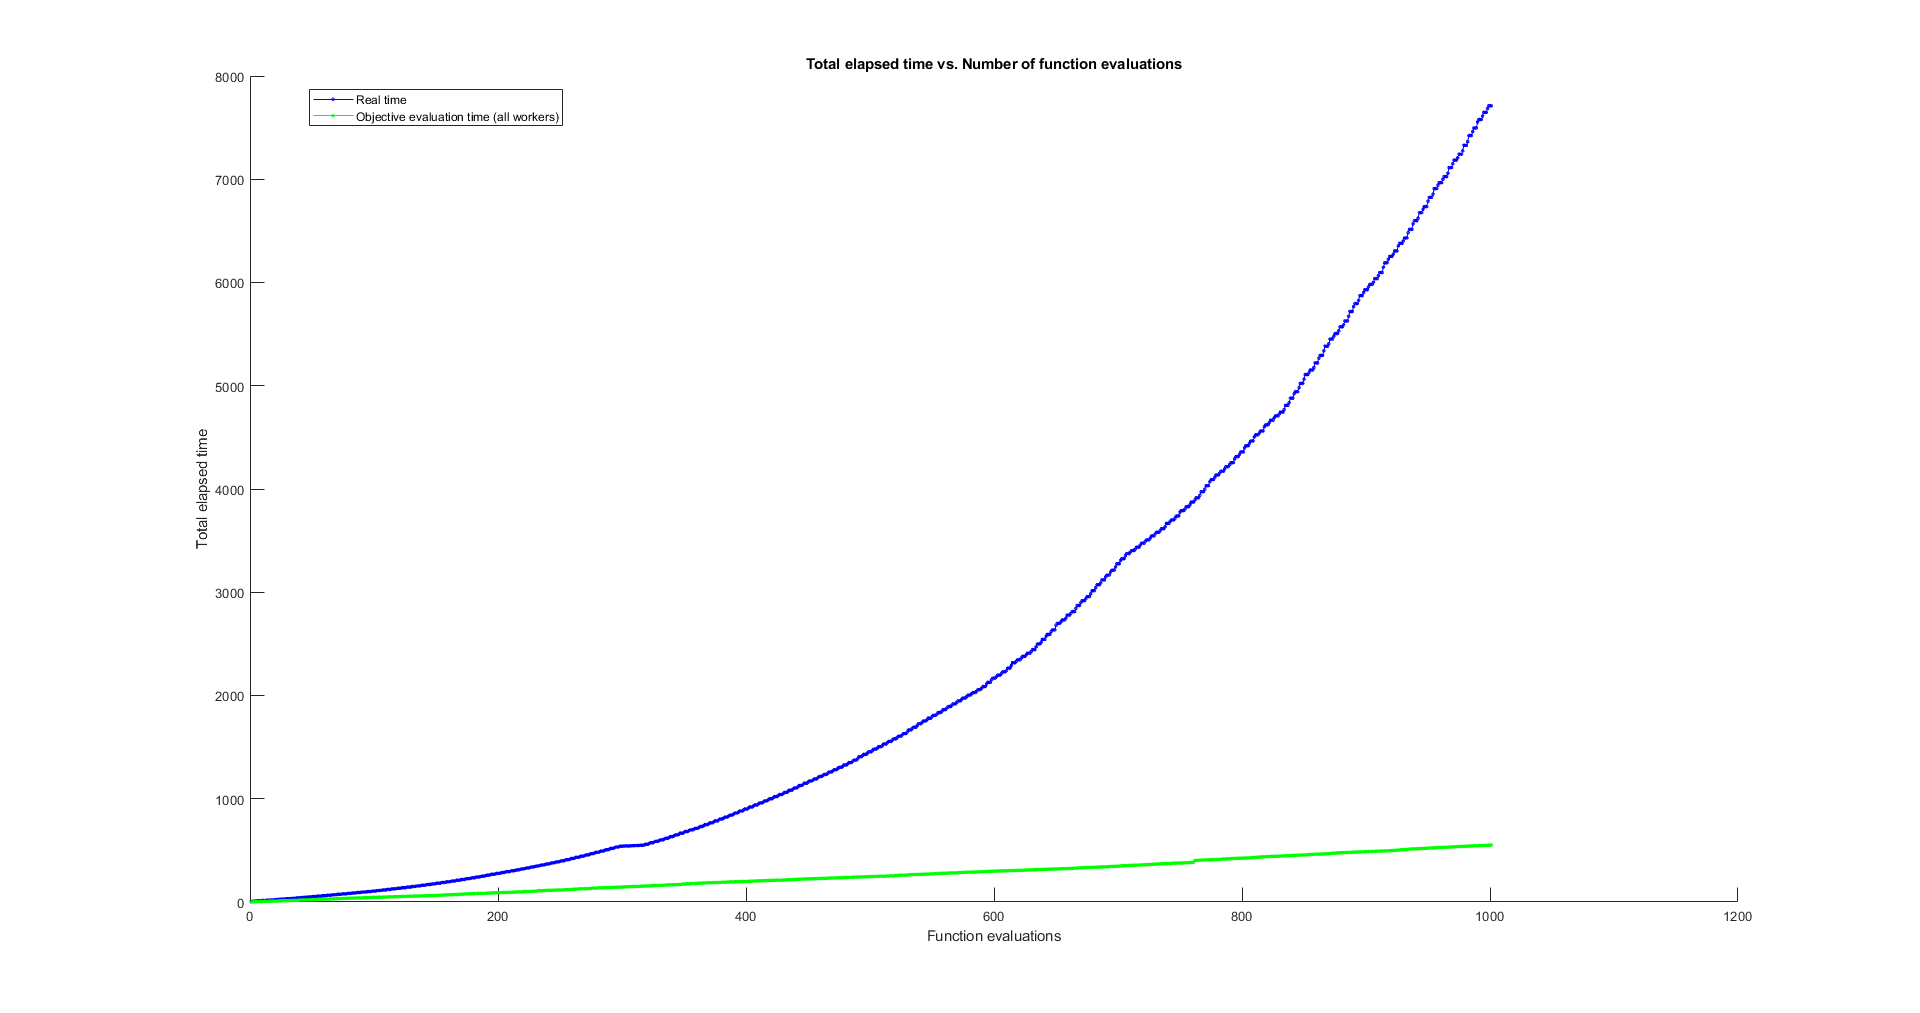 Total elapsed time vs. Number of function evaluations
Real time
Objective evaluation time (all workers)
8000
7000
6000
5000
4000
3000
2000
1000
0
Total elapsed time
0 200 400 600 800 1000 1200
Function evaluations